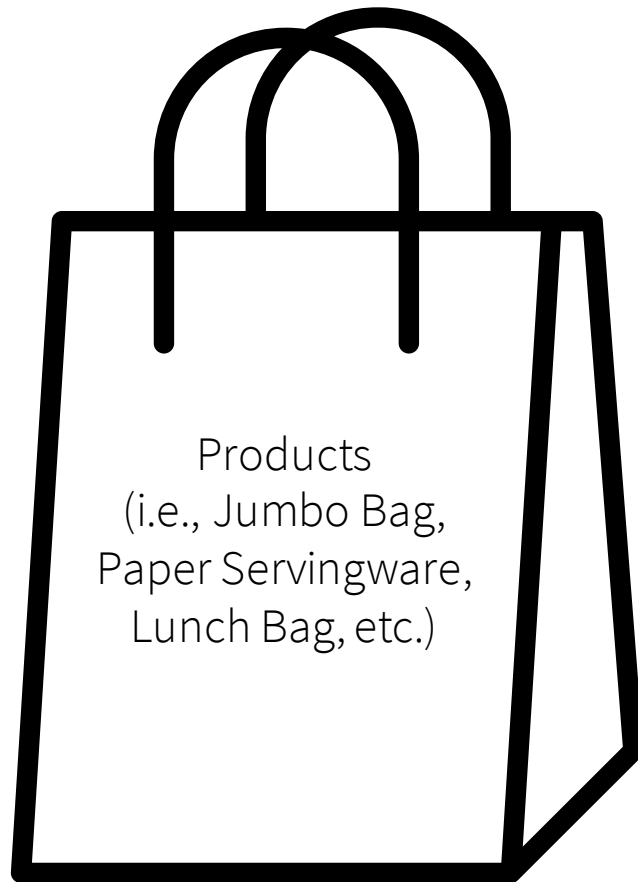 Products
(i.e., Jumbo Bag,
Paper Servingware,
Lunch Bag, etc.)